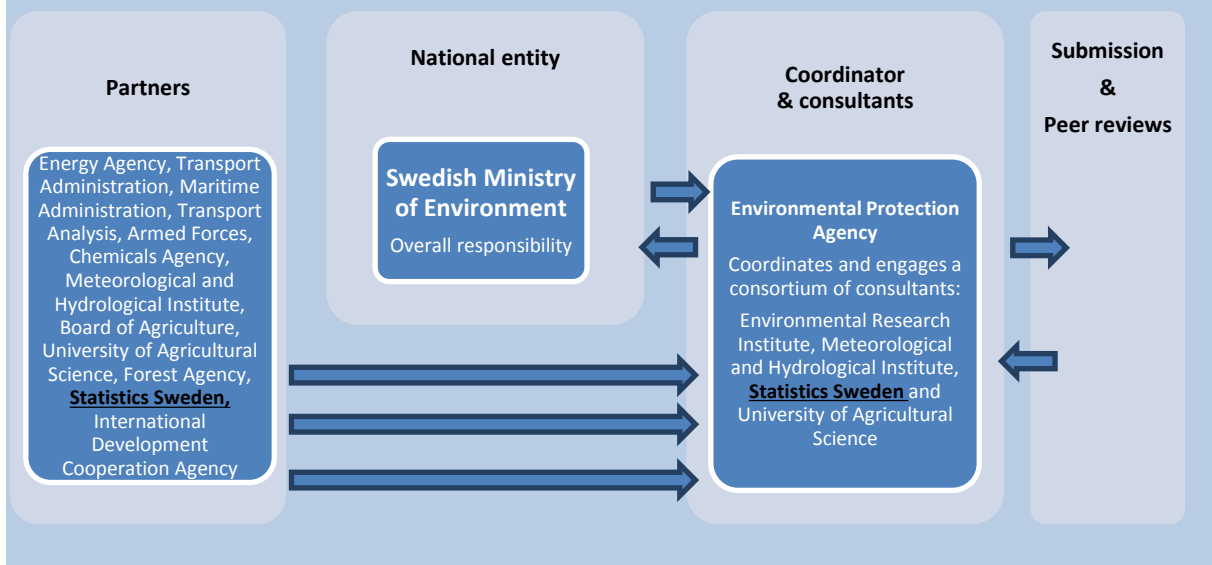 Partners
Energy Agency, Transport
Administration, Maritime
Administration, Transport
Analysis, Armed Forces,
Chemicals Agency,
Meteorological and
Hydrological Institute,
Board of Agriculture,
University of Agricultural
Science, Forest Agency,
Statistics Sweden,
International
Development
Cooperation Agency
National entity
Swedish Ministry
of Environment
Overall responsibility
Coordinator
& consultants
Environmental Protection
Agency
Coordinates and engages a
consortium of consultants:
Environmental Research
Institute, Meteorological
and Hydrological Institute,
Statistics Sweden and
University of Agricultural
Science
Submission
&
Peer reviews